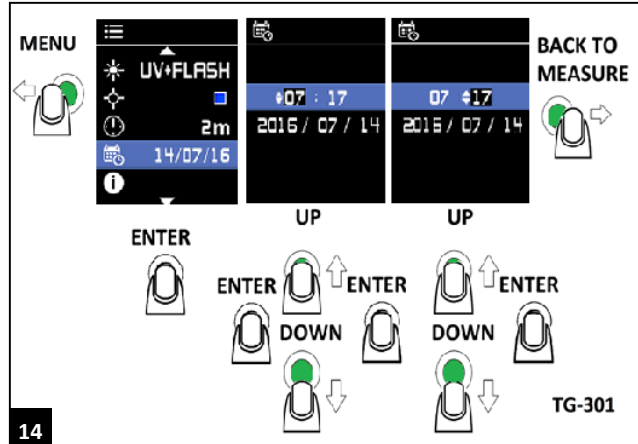 MENU
UV+FLASH
2m
14/07/16
07 : 17
2016 / 07 / 14
07 17
2016 / 07 / 14
BACK TO
MEASURE
ENTER
UP
ENTER
ENTER
DOWN
UP
ENTER
DOWN
TG-301
14